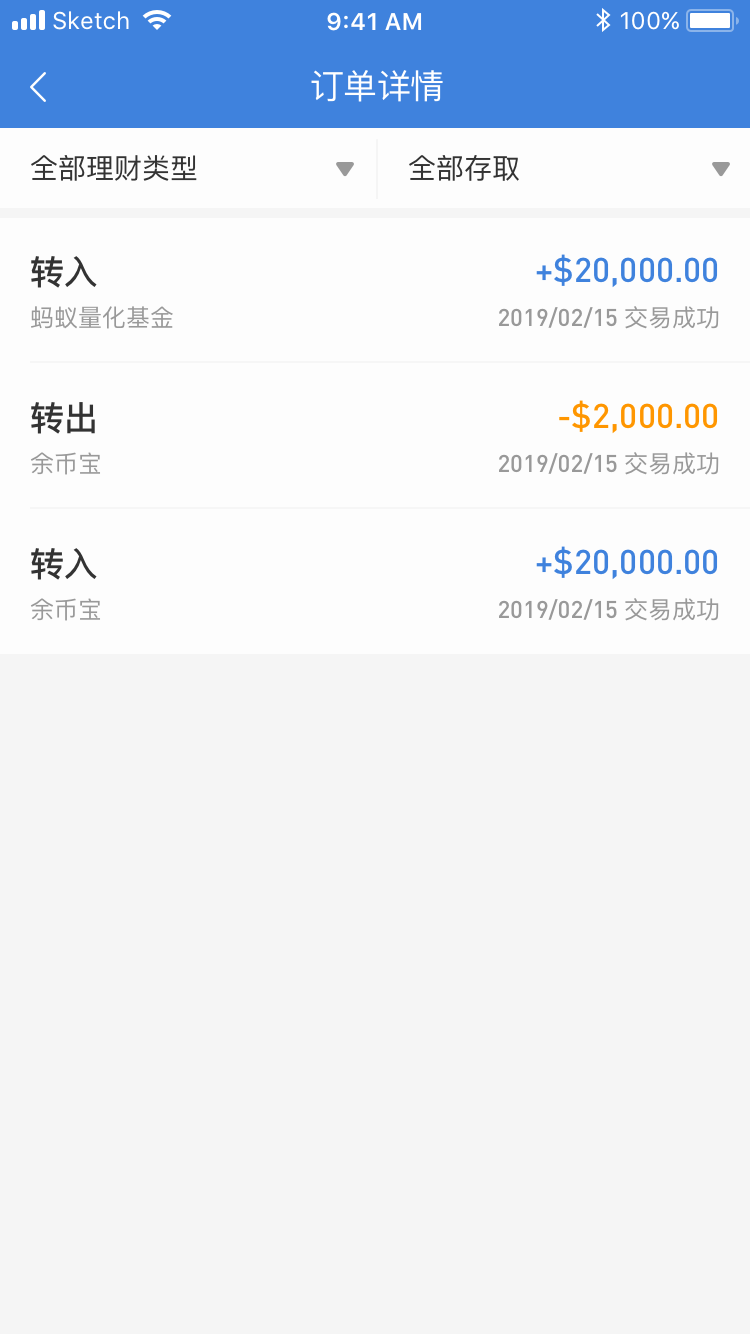 Sketch 9:41 AM 100%
订单详情
全部理财类型 全部存取
转入 +$20,000.00
蚂蚁量化基金 2019/02/15 交易成功
转出 -$2,000.00
余币宝 2019/02/15 交易成功
转入 +$20,000.00
余币宝 2019/02/15 交易成功